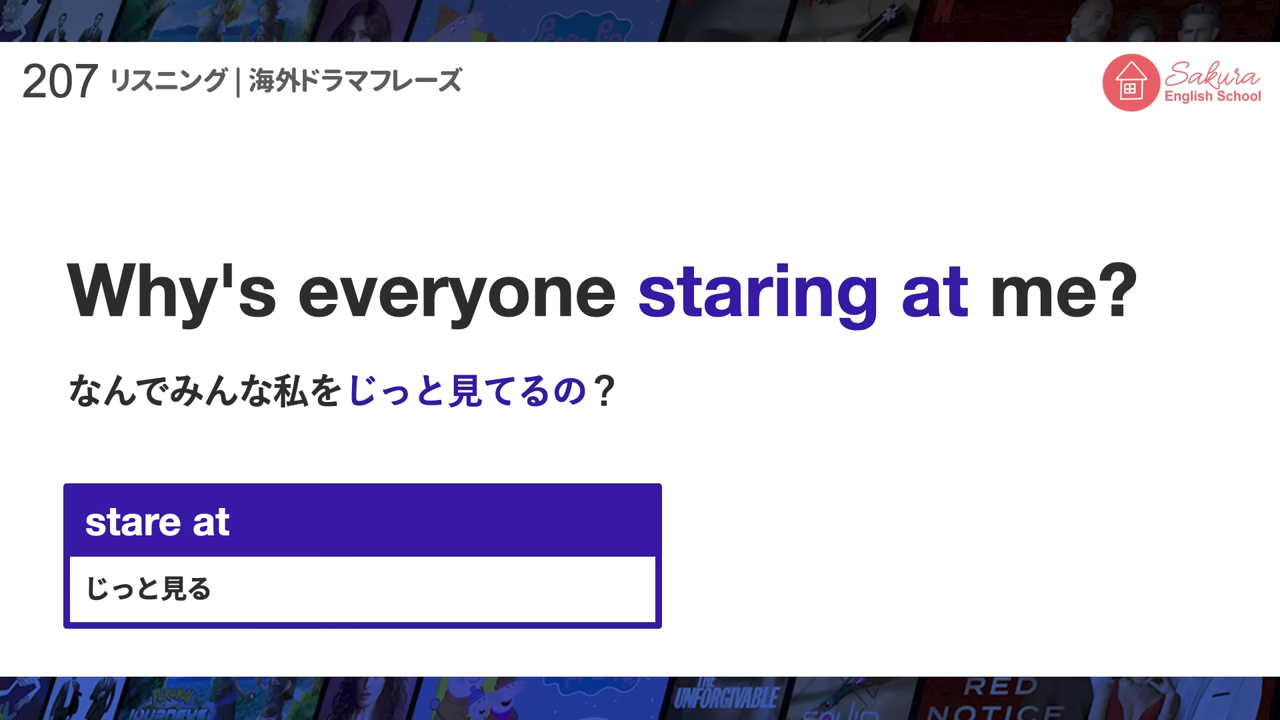 207 リスニング | 海外ドラマフレーズ
Sakura
English School
Why's everyone staring at me?
なんでみんな私をじっと見てるの？
stare at
じっと見る
THE
UNFORGIVABLE
RED
NOTICE